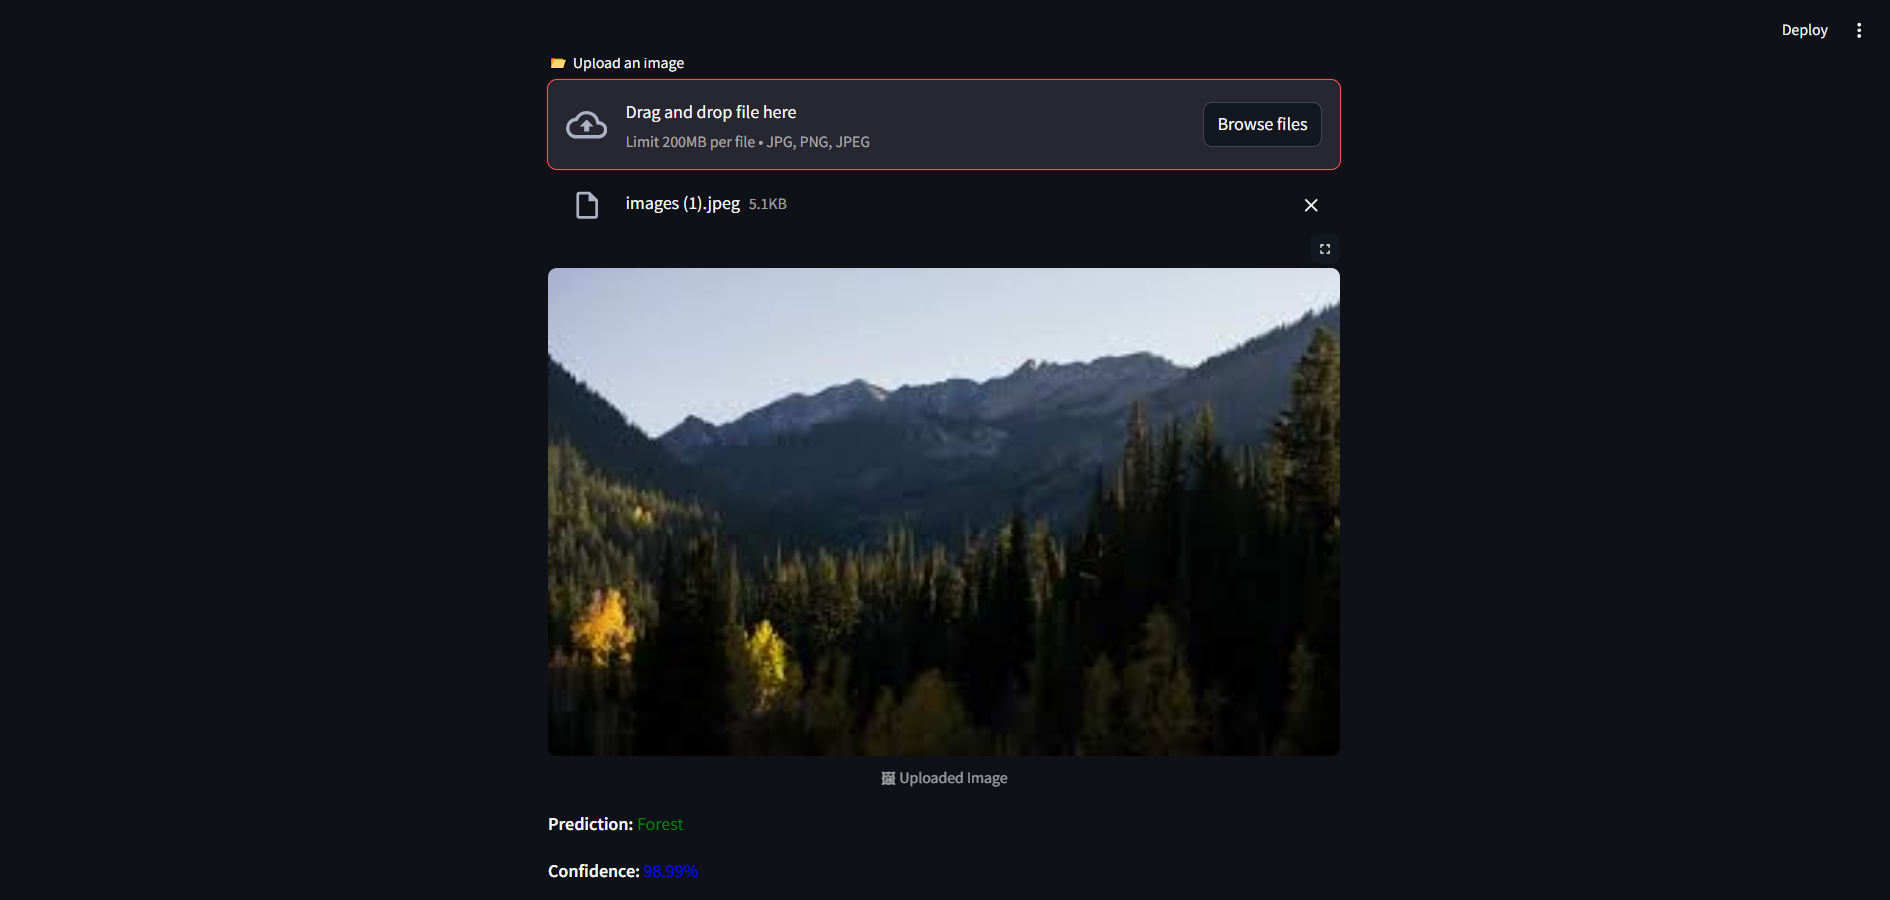 Deploy
📂 Upload an image
Drag and drop file here
Limit 200MB per file • JPG, PNG, JPEG
Browse files
images (1).jpeg 5.1KB
🖼 Uploaded Image
Prediction: Forest
Confidence: 98.99%